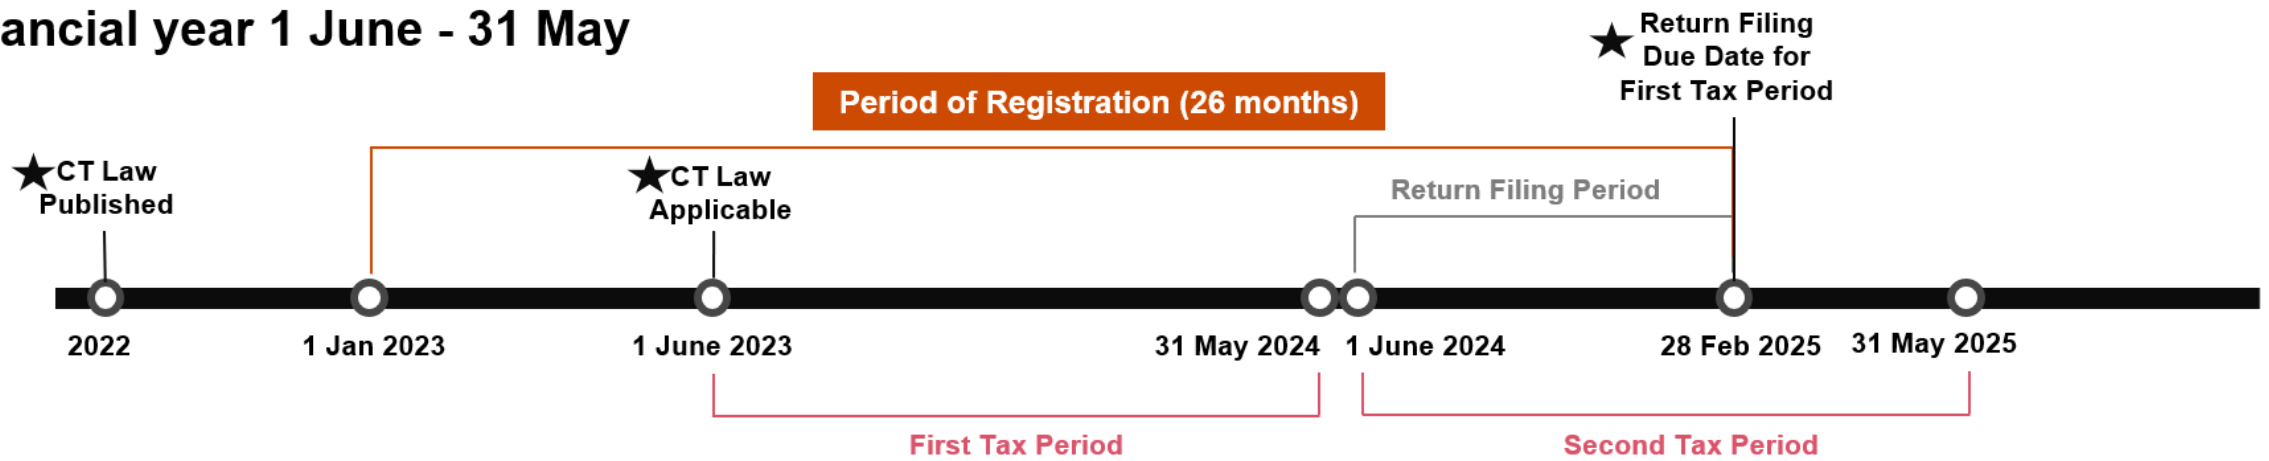 ancial year 1 June - 31 May
Return Filing
Due Date for
First Tax Period
Period of Registration (26 months)
CT Law
Published
CT Law
Applicable
Return Filing Period
2022
1 Jan 2023
1 June 2023
31 May 2024
1 June 2024
28 Feb 2025
31 May 2025
First Tax Period
Second Tax Period